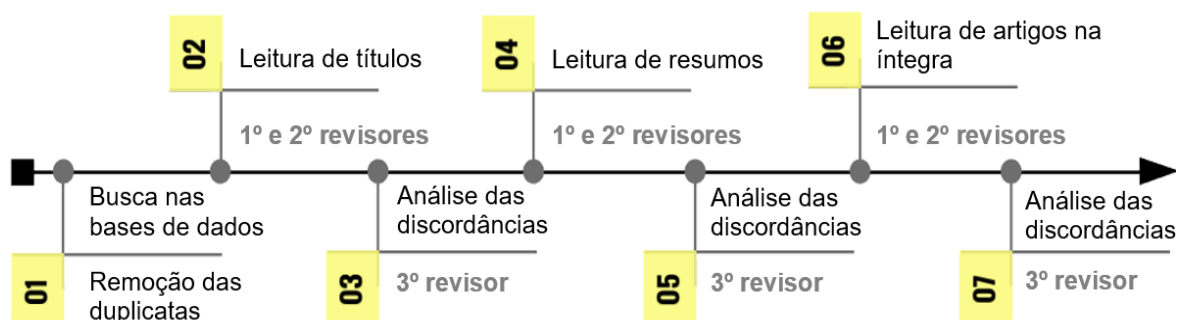 01
Busca nas
bases de dados
Remoção das
duplicatas
02
Leitura de títulos
1º e 2º revisores
03
Análise das
discordâncias
3º revisor
04
Leitura de resumos
1º e 2º revisores
05
Análise das
discordâncias
3º revisor
06
Leitura de artigos na
íntegra
1º e 2º revisores
07
Análise das
discordâncias
3º revisor